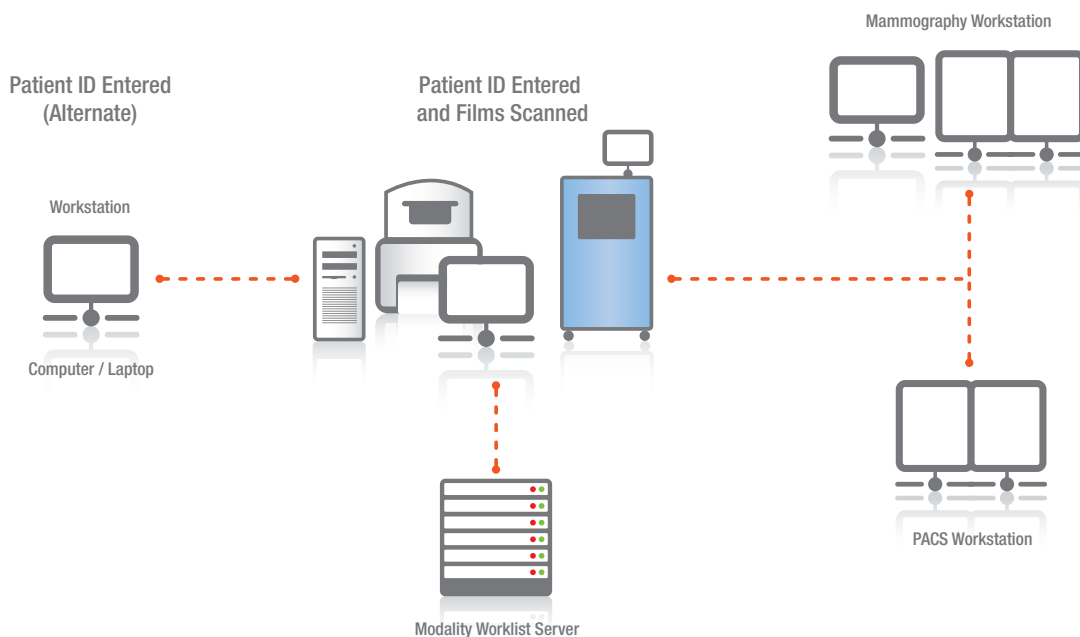 Mammography Workstation
Patient ID Entered
(Alternate)
Patient ID Entered
and Films Scanned
Workstation
Computer / Laptop
PACS Workstation
Modality Worklist Server